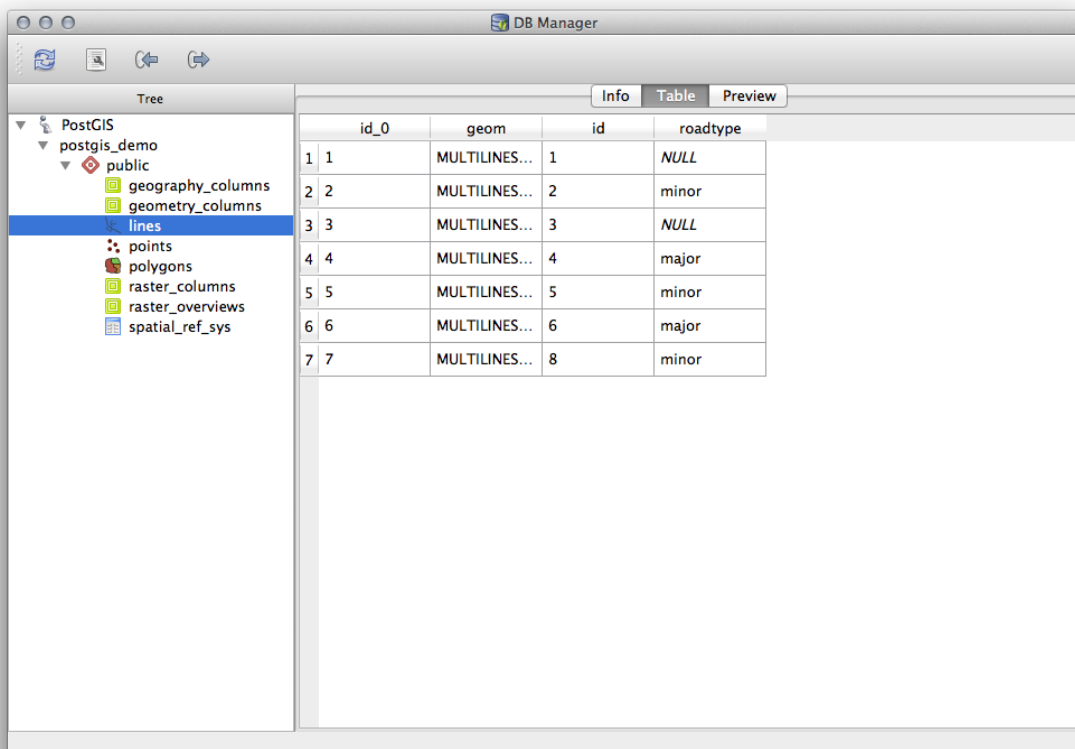 DB Manager
Tree
Info Table Preview
PostGIS
postgis_demo
public
geography_columns
geometry_columns
lines
points
polygons
raster_columns
raster_overviews
spatial_ref_sys
id_0 geom id roadtype
1 1 MULTILINES... 1 NULL
2 2 MULTILINES... 2 minor
3 3 MULTILINES... 3 NULL
4 4 MULTILINES... 4 major
5 5 MULTILINES... 5 minor
6 6 MULTILINES... 6 major
7 7 MULTILINES... 8 minor